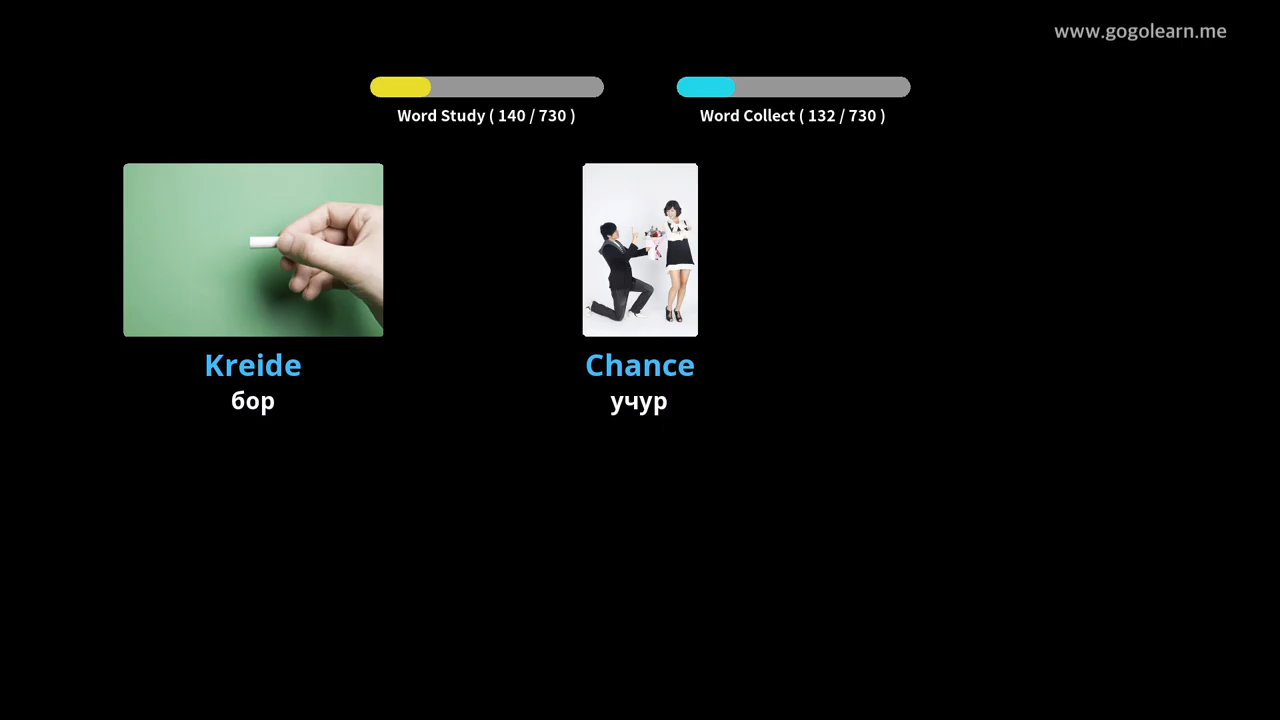 www.gogolearn.me
Word Study ( 140 / 730 )
Word Collect ( 132 / 730 )
Kreide
бор
Chance
учур